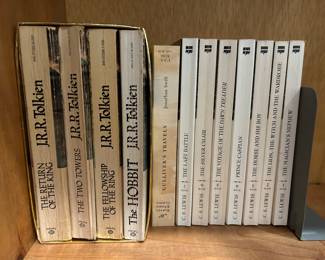 J.R.R. Tolkien
THE RETURN
OF THE KING
J.R.R. Tolkien
THE TWO TOWERS
J.R.R. Tolkien
THE FELLOWSHIP
OF THE RING
J.R.R. Tolkien
THE HOBBIT
Jonathan Swift
GULLIVER'S TRAVELS
THE LAST BATTLE
C. S. LEWIS
THE SILVER CHAIR
C. S. LEWIS
THE VOYAGE OF THE DAWN TREADER
C. S. LEWIS
PRINCE CASPIAN
C. S. LEWIS
THE HORSE AND HIS BOY
C. S. LEWIS
THE LION, THE WITCH AND THE WARDROBE
C. S. LEWIS
THE MAGICIAN'S NEPHEW
C. S. LEWIS